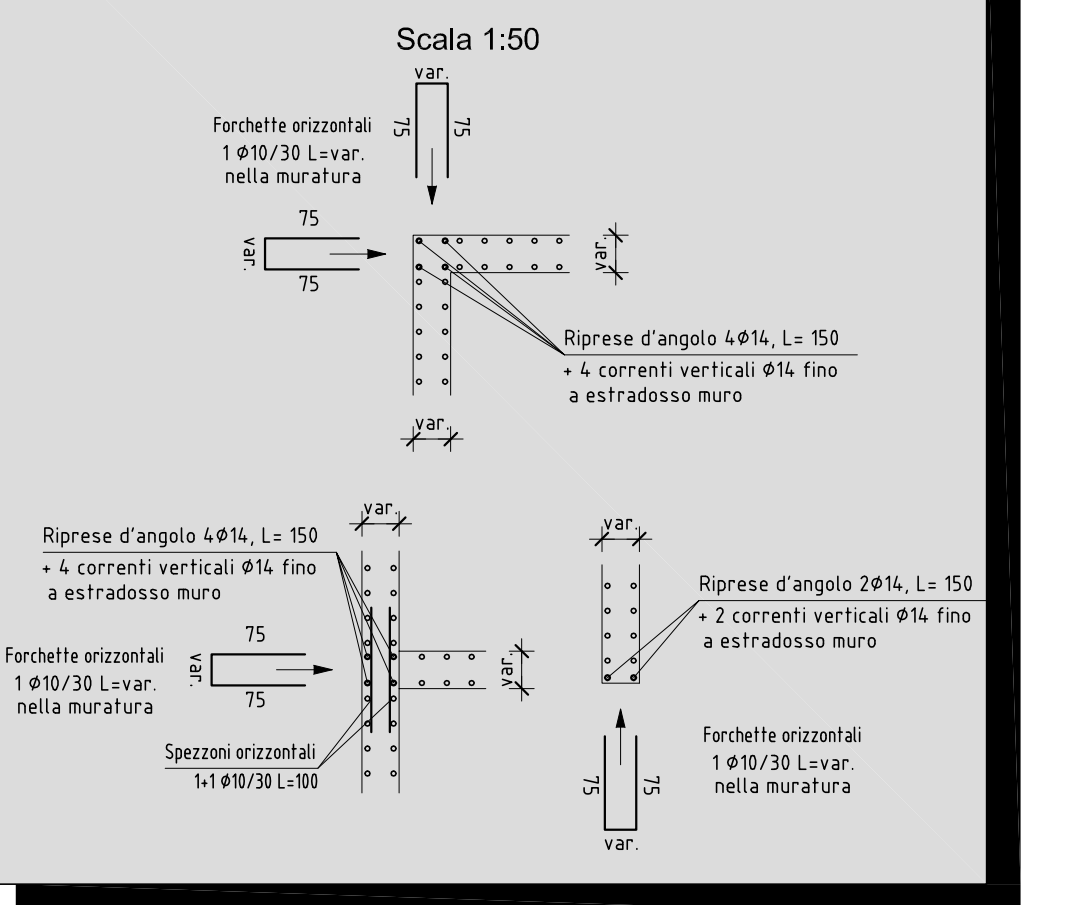 Scala 1:50
var.
75
75
Forchette orizzontali
1 Ø10/30 L=var.
nella muratura
75
var.
75
var.
Riprese d'angolo 4Ø14, L= 150
+ 4 correnti verticali Ø14 fino
a estradosso muro
var.
var.
Riprese d'angolo 4Ø14, L= 150
+ 4 correnti verticali Ø14 fino
a estradosso muro
Forchette orizzontali
1 Ø10/30 L=var.
nella muratura
75
var.
75
var.
Spezzoni orizzontali
1+1 Ø10/30 L=100
var.
Riprese d'angolo 2Ø14, L= 150
+ 2 correnti verticali Ø14 fino
a estradosso muro
Forchette orizzontali
1 Ø10/30 L=var.
nella muratura
75
75
var.